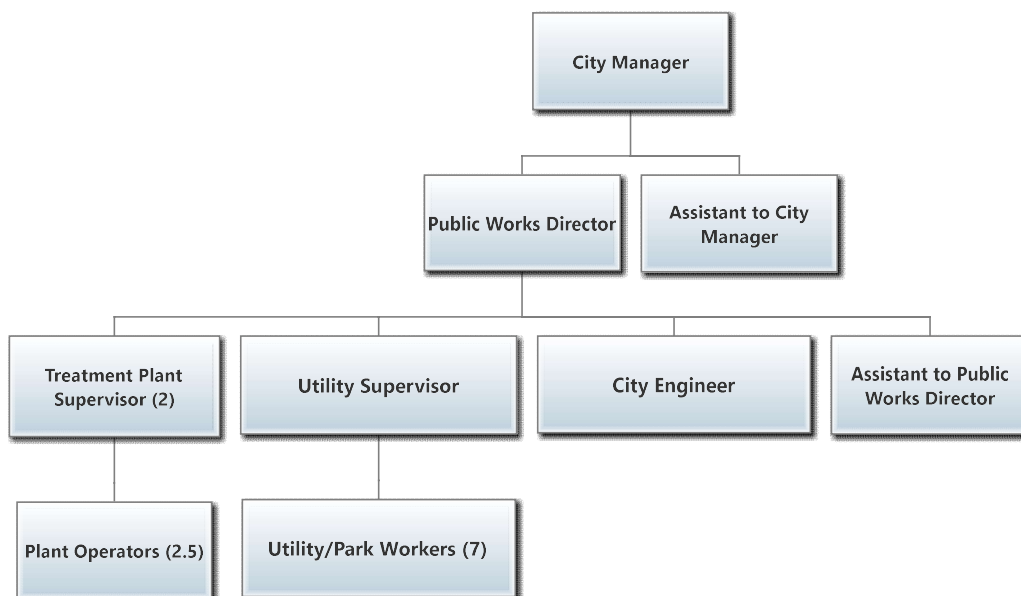 City Manager
Public Works Director
Assistant to City
Manager
Treatment Plant
Supervisor (2)
Utility Supervisor
City Engineer
Assistant to Public
Works Director
Plant Operators (2.5)
Utility/Park Workers (7)